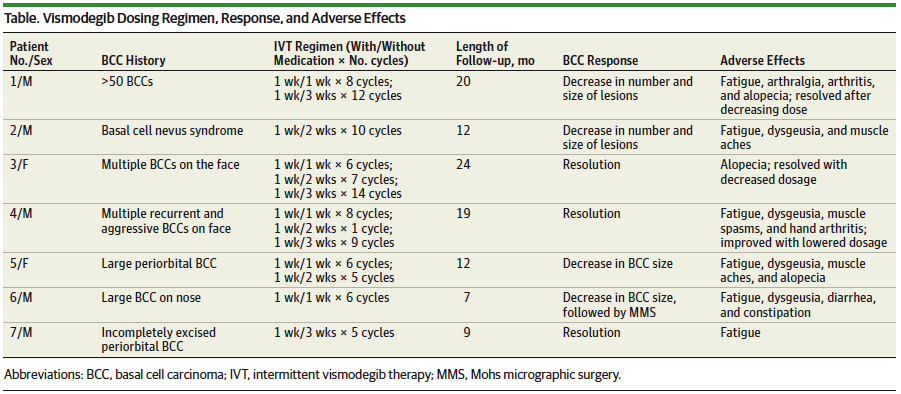 Table. Vismodegib Dosing Regimen, Response, and Adverse Effects
Patient No./Sex BCC History IVT Regimen (With/Without Medication × No. cycles) Length of Follow-up, mo BCC Response Adverse Effects
1/M >50 BCCs 1 wk/1 wk × 8 cycles; 1 wk/3 wks × 12 cycles 20 Decrease in number and size of lesions Fatigue, arthralgia, arthritis, and alopecia; resolved after decreasing dose
2/M Basal cell nevus syndrome 1 wk/2 wks × 10 cycles 12 Decrease in number and size of lesions Fatigue, dysgeusia, and muscle aches
3/F Multiple BCCs on the face 1 wk/1 wk × 6 cycles; 1 wk/2 wks × 7 cycles; 1 wk/3 wks × 14 cycles 24 Resolution Alopecia; resolved with decreased dosage
4/M Multiple recurrent and aggressive BCCs on face 1 wk/1 wk × 8 cycles; 1 wk/2 wks × 1 cycle; 1 wk/3 wks × 9 cycles 19 Resolution Fatigue, dysgeusia, muscle spasms, and hand arthritis; improved with lowered dosage
5/F Large periorbital BCC 1 wk/1 wk × 6 cycles; 1 wk/2 wks × 5 cycles 12 Decrease in BCC size Fatigue, dysgeusia, muscle aches, and alopecia
6/M Large BCC on nose 1 wk/1 wk × 6 cycles 7 Decrease in BCC size, followed by MMS Fatigue, dysgeusia, diarrhea, and constipation
7/M Incompletely excised periorbital BCC 1 wk/3 wks × 5 cycles 9 Resolution Fatigue
Abbreviations: BCC, basal cell carcinoma; IVT, intermittent vismodegib therapy; MMS, Mohs micrographic surgery.